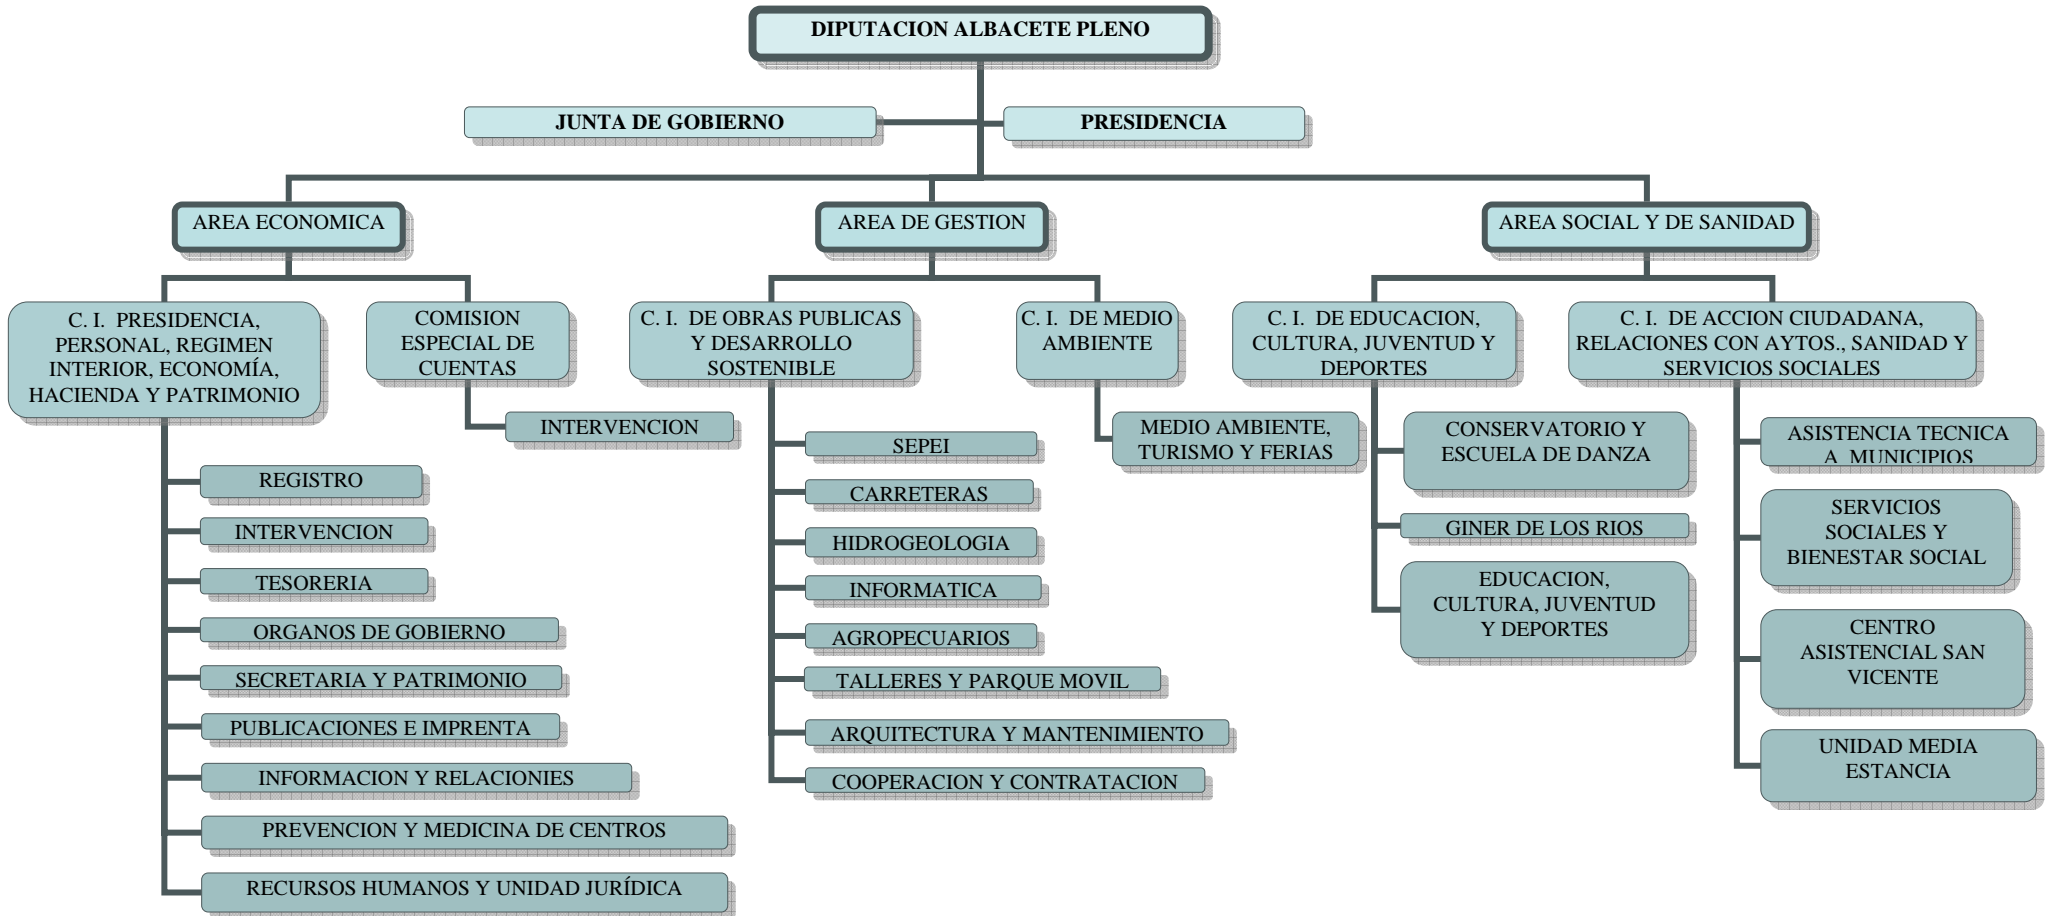 DIPUTACION ALBACETE PLENO
JUNTA DE GOBIERNO
PRESIDENCIA
AREA ECONOMICA
AREA DE GESTION
AREA SOCIAL Y DE SANIDAD
C. I. PRESIDENCIA,
PERSONAL, REGIMEN
INTERIOR, ECONOMÍA,
HACIENDA Y PATRIMONIO
COMISION
ESPECIAL DE
CUENTAS
C. I. DE OBRAS PUBLICAS
Y DESARROLLO
SOSTENIBLE
C. I. DE MEDIO
AMBIENTE
C. I. DE EDUCACION,
CULTURA, JUVENTUD Y
DEPORTES
C. I. DE ACCION CIUDADANA,
RELACIONES CON AYTOS., SANIDAD Y
SERVICIOS SOCIALES
REGISTRO
INTERVENCION
TESORERIA
ORGANOS DE GOBIERNO
SECRETARIA Y PATRIMONIO
PUBLICACIONES E IMPRENTA
INFORMACION Y RELACIONIES
PREVENCION Y MEDICINA DE CENTROS
RECURSOS HUMANOS Y UNIDAD JURÍDICA
INTERVENCION
SEPEI
CARRETERAS
HIDROGEOLOGIA
INFORMATICA
AGROPECUARIOS
TALLERES Y PARQUE MOVIL
ARQUITECTURA Y MANTENIMIENTO
COOPERACION Y CONTRATACION
MEDIO AMBIENTE,
TURISMO Y FERIAS
CONSERVATORIO Y
ESCUELA DE DANZA
GINER DE LOS RIOS
EDUCACION,
CULTURA, JUVENTUD
Y DEPORTES
ASISTENCIA TECNICA
A MUNICIPIOS
SERVICIOS
SOCIALES Y
BIENESTAR SOCIAL
CENTRO
ASISTENCIAL SAN
VICENTE
UNIDAD MEDIA
ESTANCIA